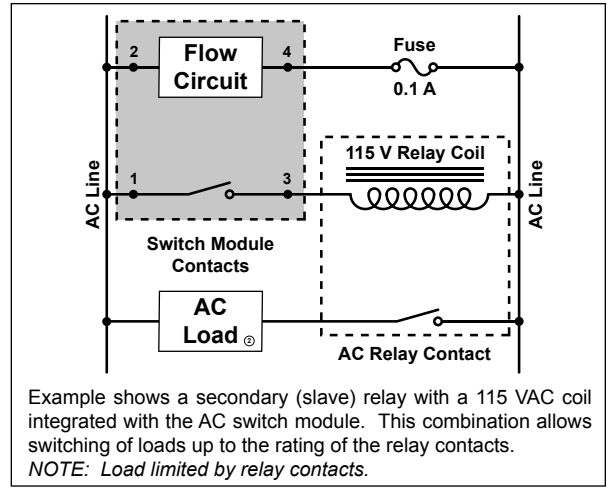 2
Flow
Circuit
4
Fuse
0.1 A
AC Line
1
3
115 V Relay Coil
AC Line
Switch Module
Contacts
AC
Load ②
AC Relay Contact
Example shows a secondary (slave) relay with a 115 VAC coil
integrated with the AC switch module. This combination allows
switching of loads up to the rating of the relay contacts.
NOTE: Load limited by relay contacts.